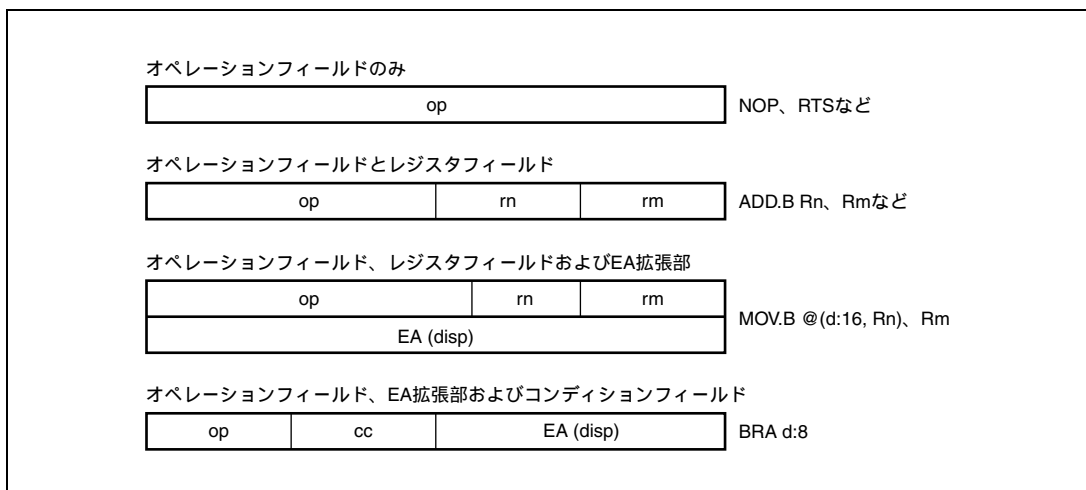 オペレーションフィールドのみ
op
NOP、RTSなど
オペレーションフィールドとレジスタフィールド
op rn rm
ADD.B Rn、Rmなど
オペレーションフィールド、レジスタフィールドおよびEA拡張部
op rn rm
EA (disp)
MOV.B @(d:16, Rn)、Rm
オペレーションフィールド、EA拡張部およびコンディションフィールド
op cc EA (disp)
BRA d:8